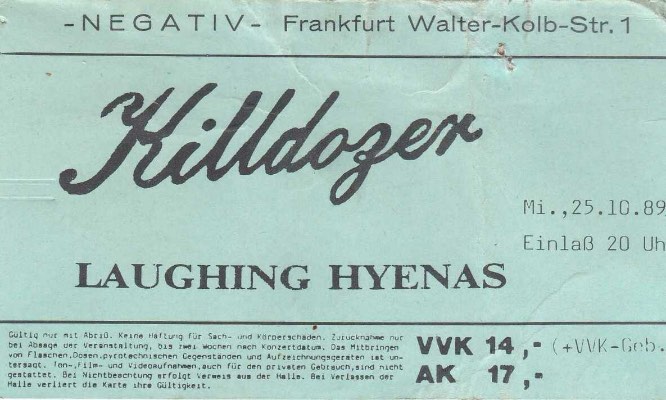 -NEGATIV- Frankfurt Walter-Kolb-Str.1
Killdozer
Mi.,25.10.89
Einlaß 20 Uh
LAUGHING HYENAS
Gültig nur mit Abriß. Keine Haftung für Sach- und Körperschäden. Zurücknahme nur
bei Absage der Veranstaltung, bis zwei Wochen nach Konzertdatum. Das Mitbringen
von Flaschen,Dosen,pyrotechnischen Gegenständen und Aufzeichnungsgeräten ist un-
tersagt. Ton-,Film- und Videoaufnahmen,auch für den privaten Gebrauch,sind nicht
gestattet. Bei Nichtbeachtung erfolgt Verweis aus der Halle. Bei Verlassen der
Halle verliert die Karte ihre Gültigkeit.
VVK 14,- (+VVK-Geb.
AK 17,-